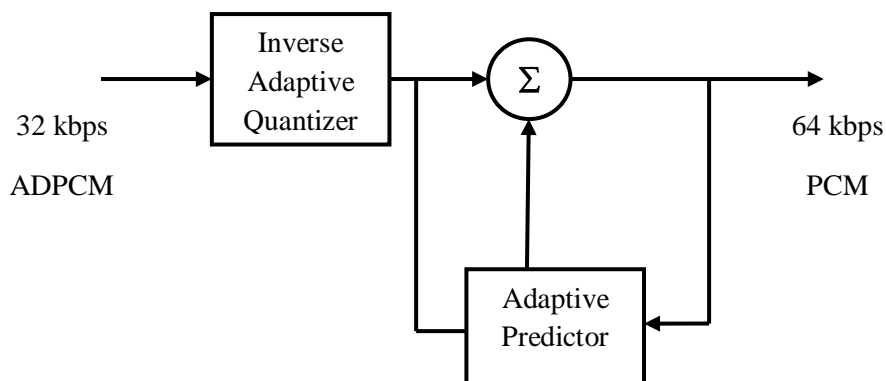 Inverse
Adaptive
Quantizer
Σ
32 kbps
ADPCM
64 kbps
PCM
Adaptive
Predictor